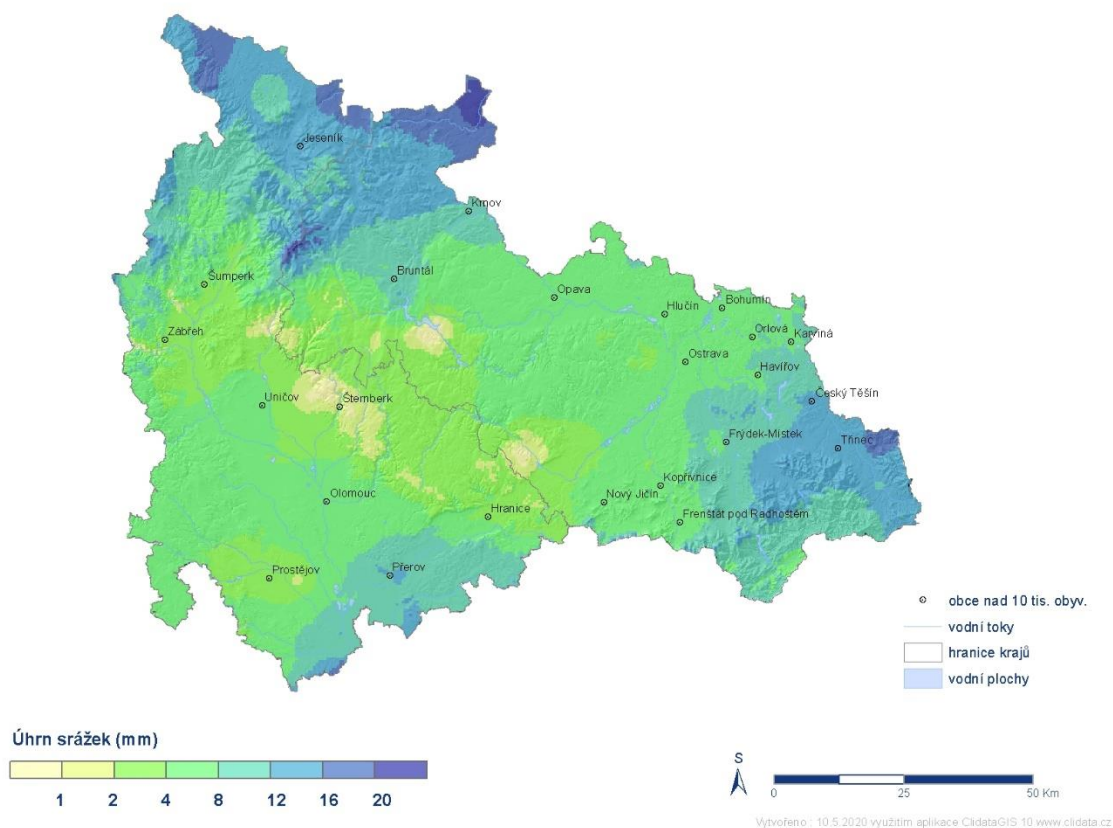 Jeseník
Krnov
Šumperk
Bruntál
Opava
Hlučín
Bohumín
Zábřeh
Orlová
Karviná
Ostrava
Havířov
Uničov
Šternberk
Český Těšín
Frýdek-Místek
Třinec
Olomouc
Kopřivnice
Nový Jičín
Hranice
Frenštát pod Radhoštěm
Prostějov
Přerov
obce nad 10 tis. obyv.
vodní toky
hranice krajů
vodní plochy
Úhrn srážek (mm)
1 2 4 8 12 16 20
S
0 25 50 Km
Vytvořeno : 10.5.2020 využitím aplikace ClidataGIS 10 www.clidata.cz